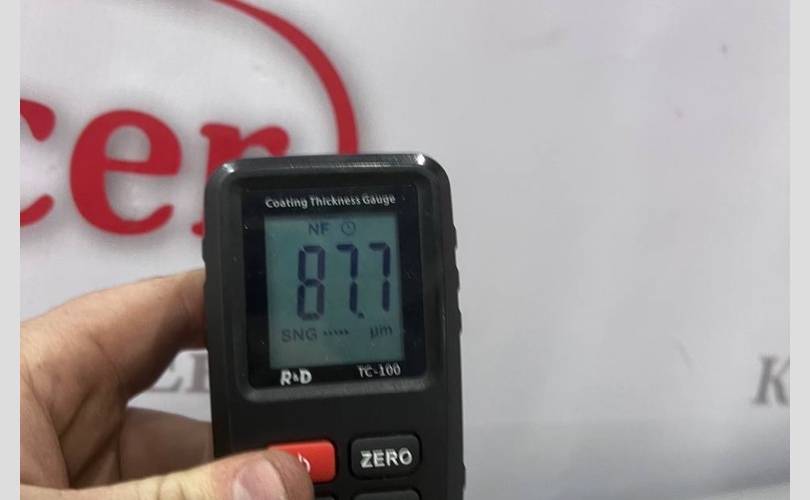 cer
Coating Thickness Gauge
NF
87.7
SNG µm
R&D TC-100
ZERO
K